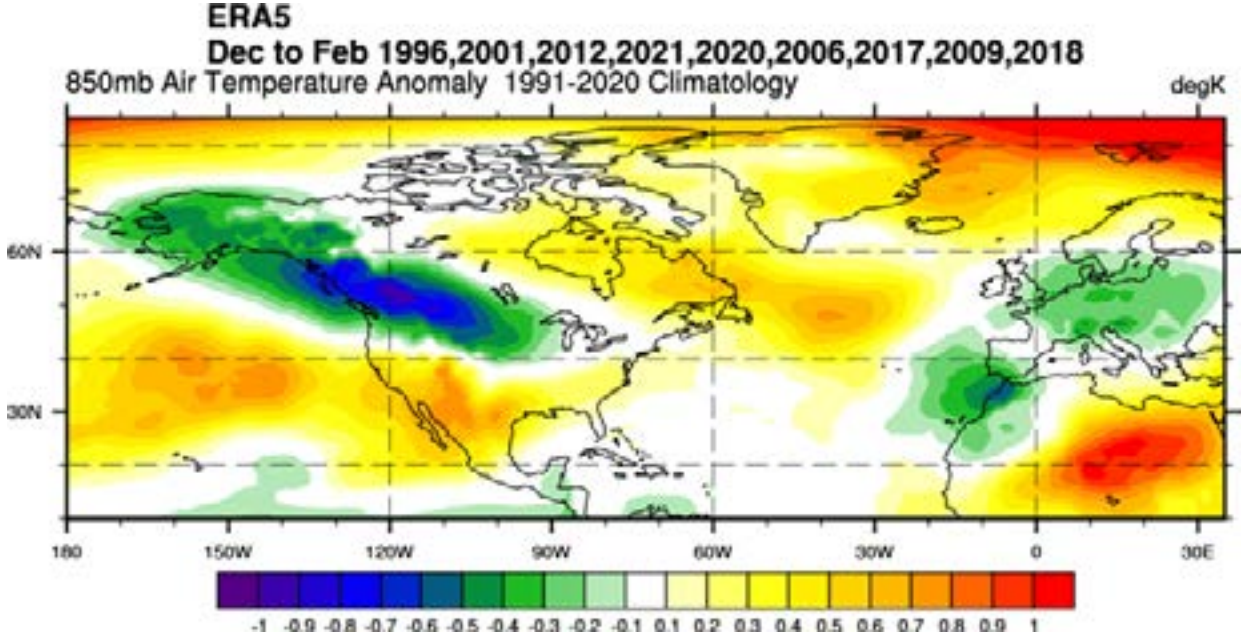 ERA5
Dec to Feb 1996,2001,2012,2021,2020,2006,2017,2009,2018
850mb Air Temperature Anomaly 1991-2020 Climatology degK
60N
30N
180 150W 120W 90W 60W 30W 0 30E
-1 -0.9 -0.8 -0.7 -0.6 -0.5 -0.4 -0.3 -0.2 -0.1 0.1 0.2 0.3 0.4 0.5 0.6 0.7 0.8 0.9 1